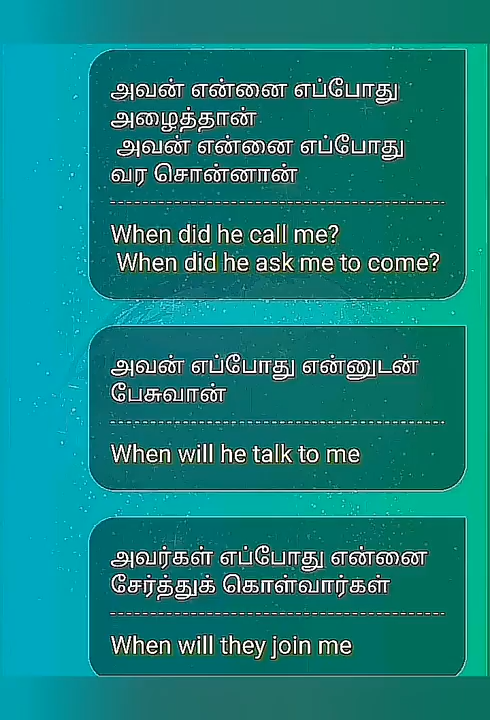 அவன் என்னை எப்போது
அழைத்தான்
அவன் என்னை எப்போது
வர சொன்னான்
When did he call me?
When did he ask me to come?
அவன் எப்போது என்னுடன்
பேசுவான்
When will he talk to me
அவர்கள் எப்போது என்னை
சேர்த்துக் கொள்வார்கள்
When will they join me